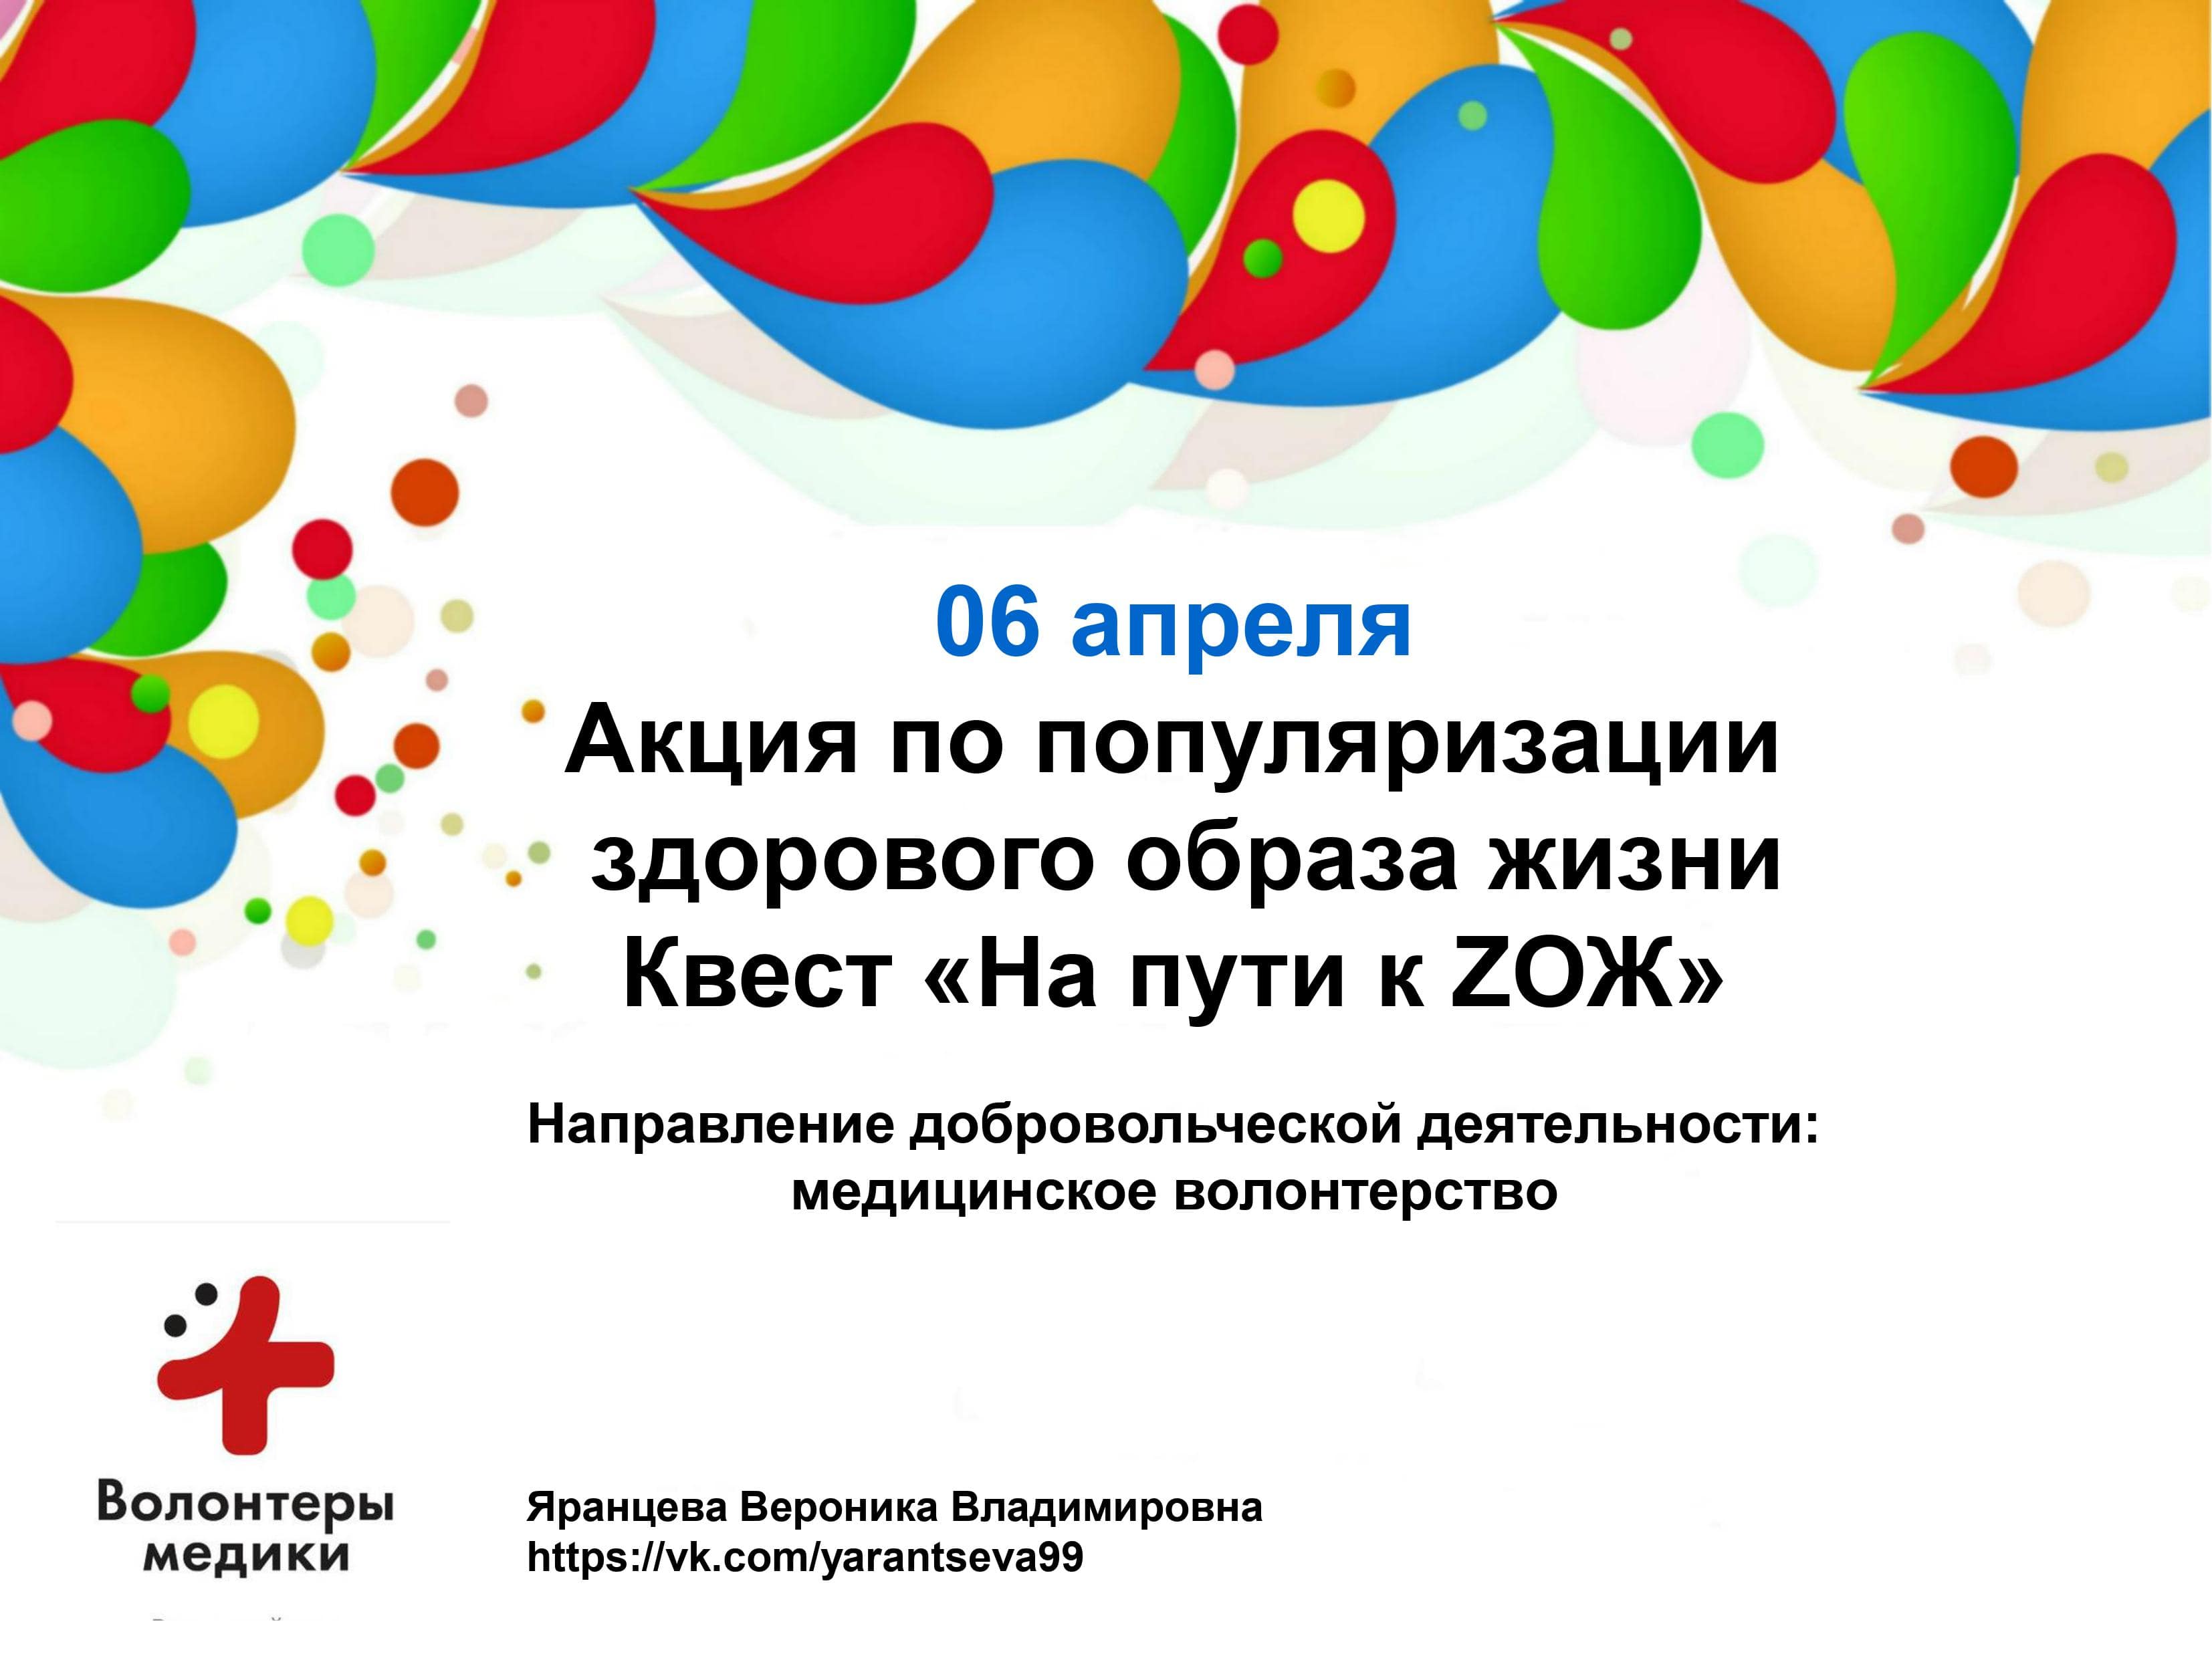 06 апреля
Акция по популяризации
здорового образа жизни
Квест «На пути к ZОЖ»
Направление добровольческой деятельности:
медицинское волонтерство
Волонтеры
медики
Яранцева Вероника Владимировна
https://vk.com/yarantseva99